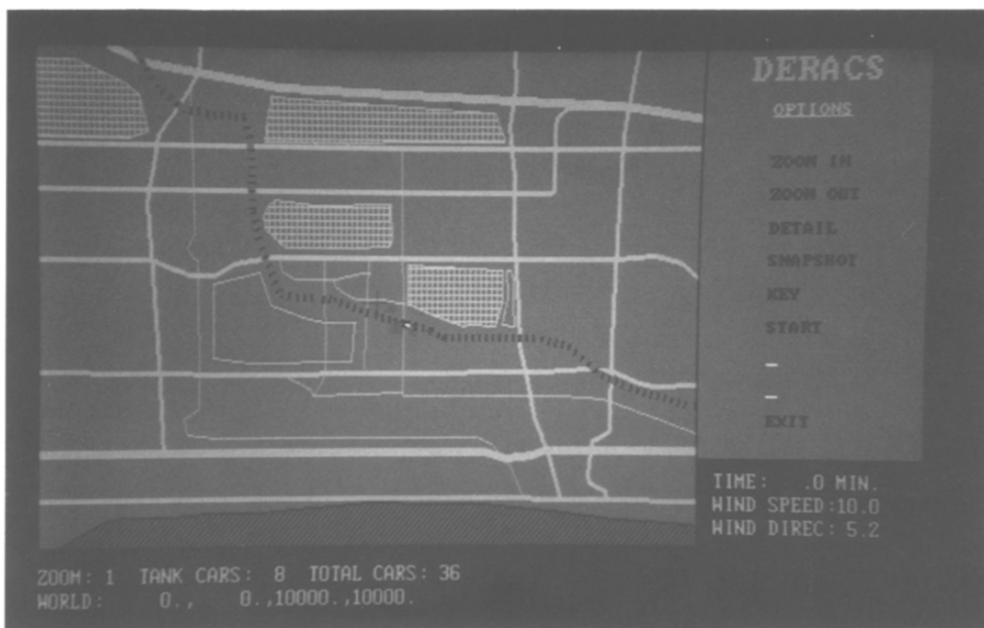 DERACS
OPTIONS
ZOOM IN
ZOOM OUT
DETAIL
SNAPSHOT
KEY
START
EXIT
TIME: .0 MIN.
WIND SPEED:10.0
WIND DIREC: 5.2
ZOOM: 1 TANK CARS: 8 TOTAL CARS: 36
WORLD: 0., 0.,10000.,10000.